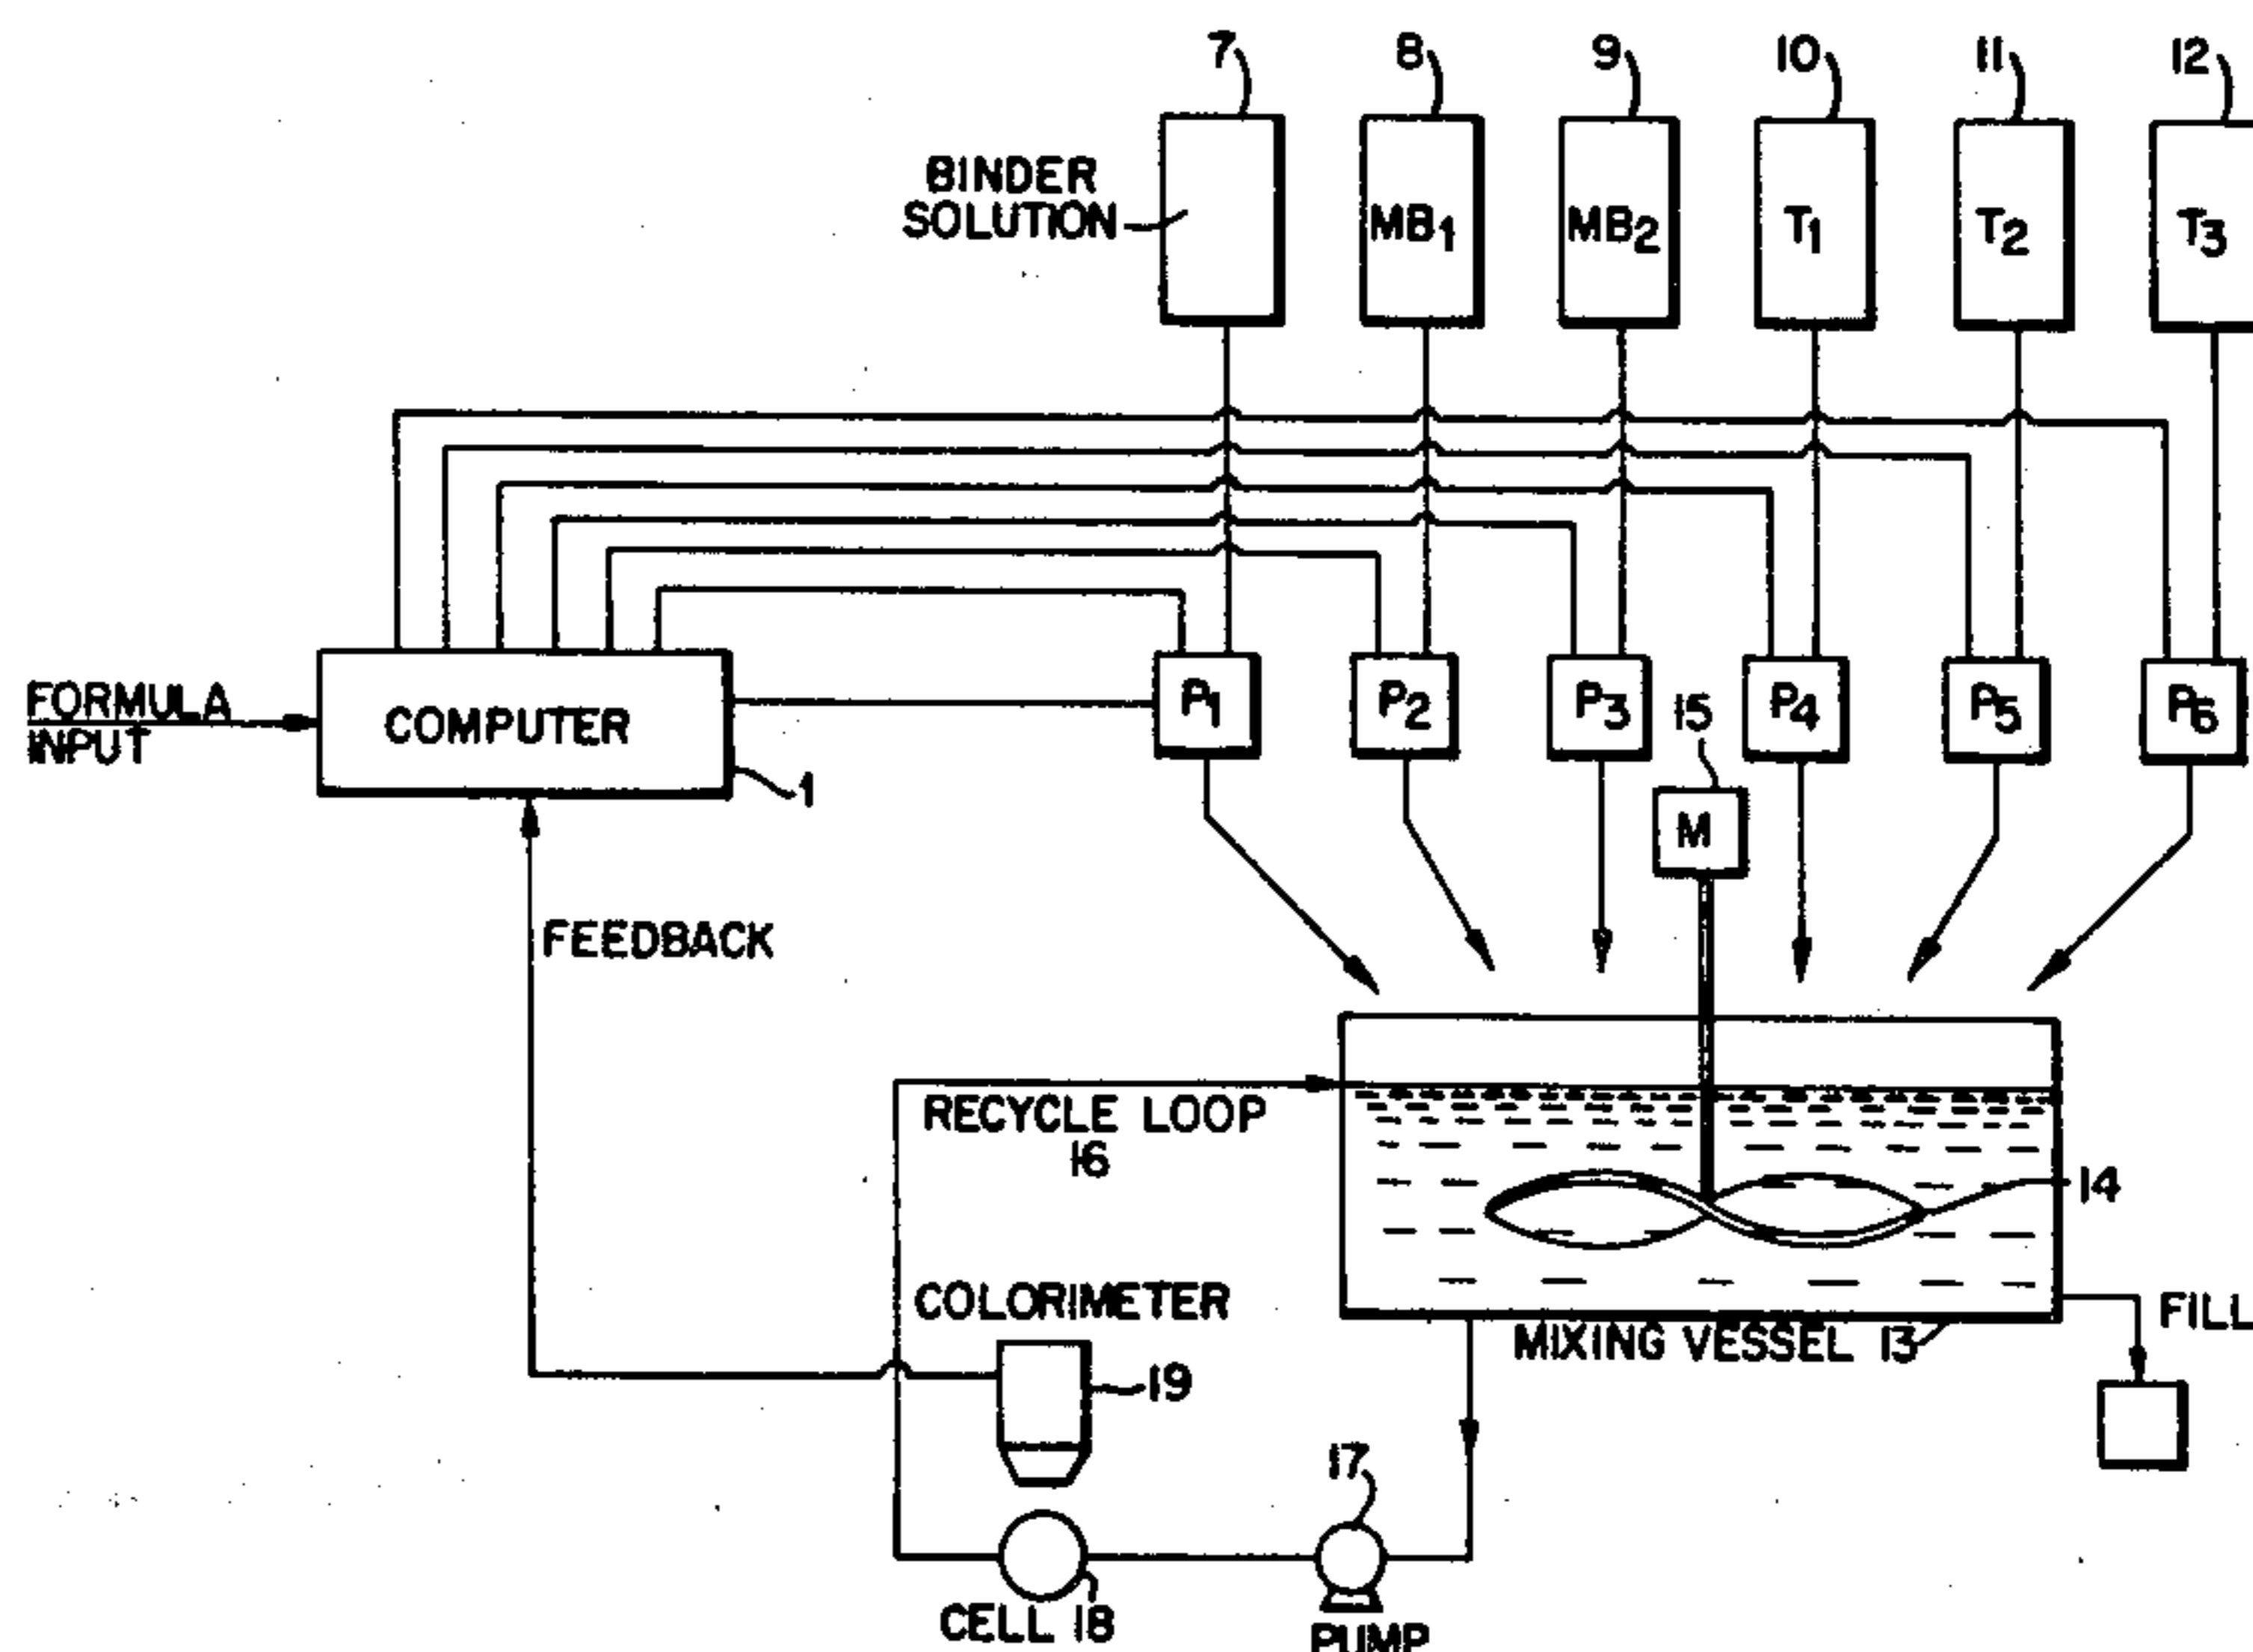 7 8 9 10 11 12
BINDER
SOLUTION
MB1 MB2 T1 T2 T3
FORMULA
INPUT
COMPUTER
1
P1 P2 P3 P4 P5 P6
15
M
FEEDBACK
RECYCLE LOOP
16
14
COLORIMETER
FILL
MIXING VESSEL 13
19
17
CELL 18
PUMP